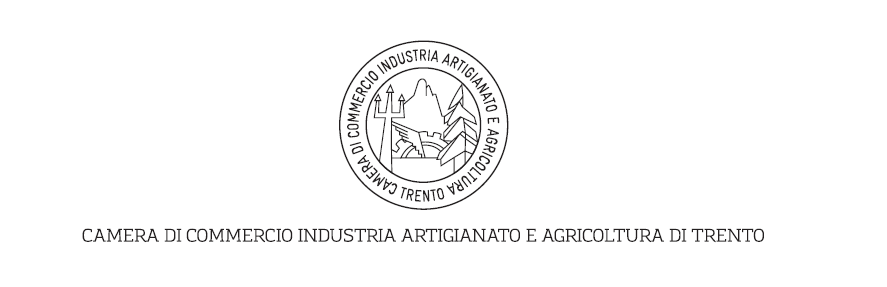 CAMERA DI COMMERCIO INDUSTRIA ARTIGIANATO E AGRICOLTURA
TRENTO
CAMERA DI COMMERCIO INDUSTRIA ARTIGIANATO E AGRICOLTURA DI TRENTO